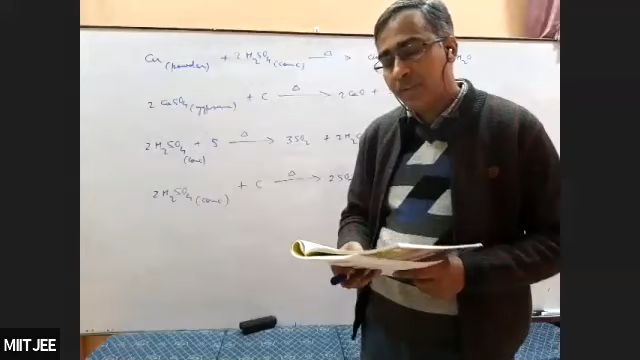 Cu (powder) + 2 H₂SO₄ (conc) —Δ→ H₂O
2 CaSO₄ (gypsum) + C —Δ→ 2 CaO +
2 H₂SO₄ (conc) + S —Δ→ 3SO₂ + 2H₂O
2 H₂SO₄ (conc) + C —Δ→ 2SO₂
MIIT JEE